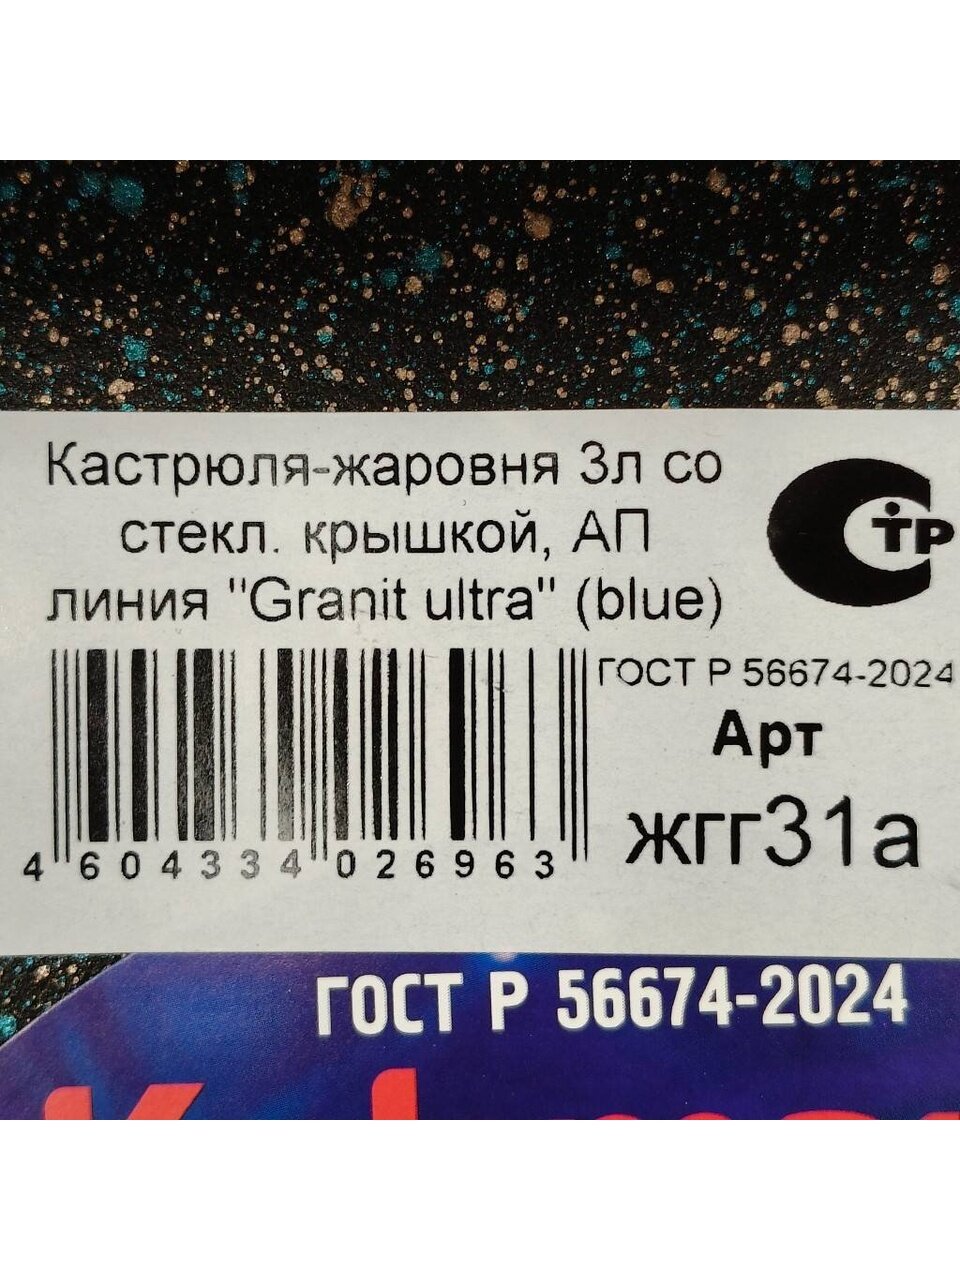 Кастрюля-жаровня 3л со
стекл. крышкой, АП
линия "Granit ultra" (blue)
стр
ГОСТ Р 56674-2024
Арт
жгг31а
4 604334 026963
ГОСТ Р 56674-2024